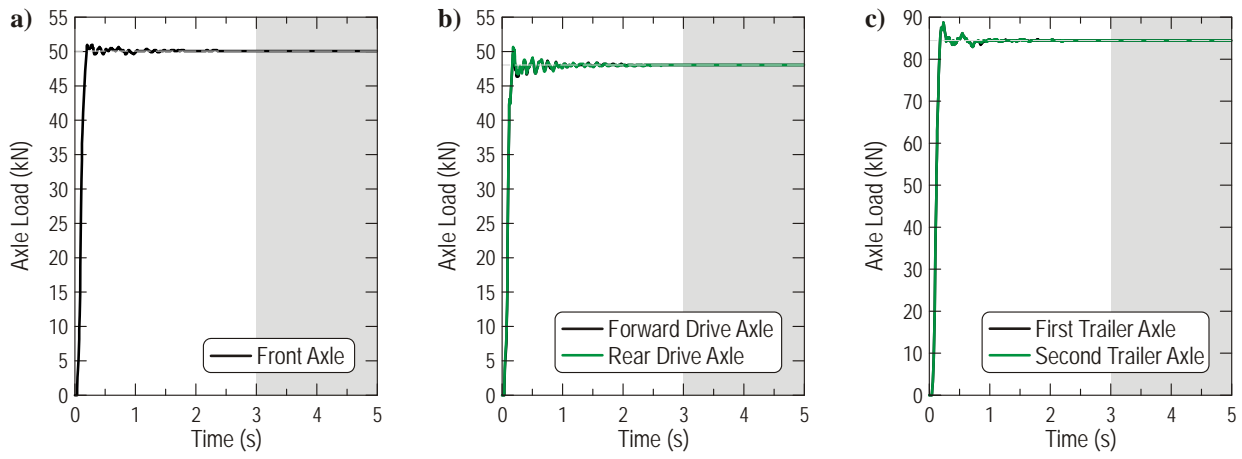 a)
55
50
45
40
35
30
25
20
15
10
5
0
Axle Load (kN)
Front Axle
0 1 2 3 4 5
Time (s)
b)
55
50
45
40
35
30
25
20
15
10
5
0
Axle Load (kN)
Forward Drive Axle
Rear Drive Axle
0 1 2 3 4 5
Time (s)
c)
90
80
70
60
50
40
30
20
10
0
Axle Load (kN)
First Trailer Axle
Second Trailer Axle
0 1 2 3 4 5
Time (s)